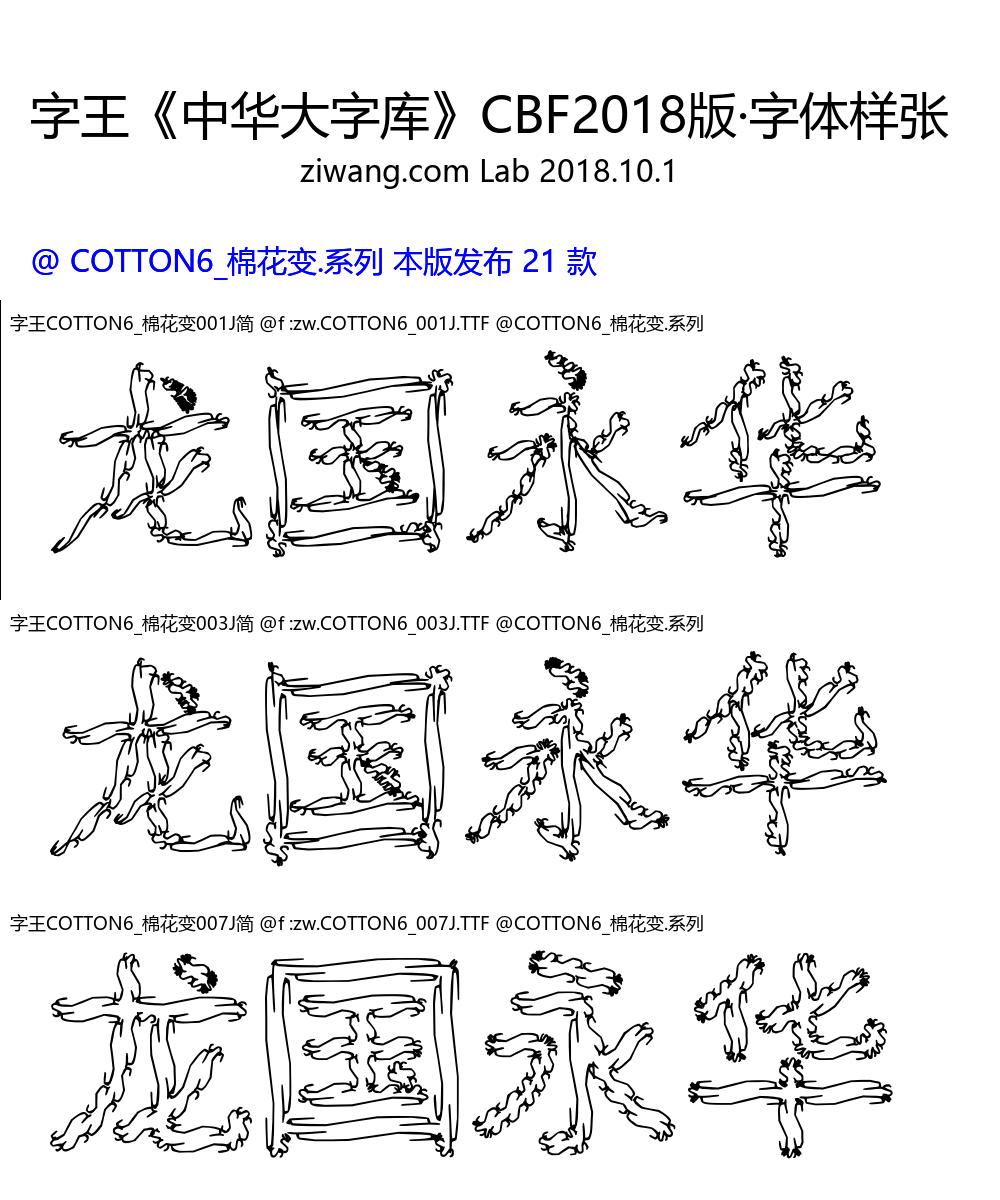 字王《中华大字库》CBF2018版·字体样张
ziwang.com Lab 2018.10.1
@ COTTON6_棉花变.系列 本版发布 21 款
字王COTTON6_棉花变001J简 @f :zw.COTTON6_001J.TTF @COTTON6_棉花变.系列
龙国永华
字王COTTON6_棉花变003J简 @f :zw.COTTON6_003J.TTF @COTTON6_棉花变.系列
龙国永华
字王COTTON6_棉花变007J简 @f :zw.COTTON6_007J.TTF @COTTON6_棉花变.系列
龙国永华